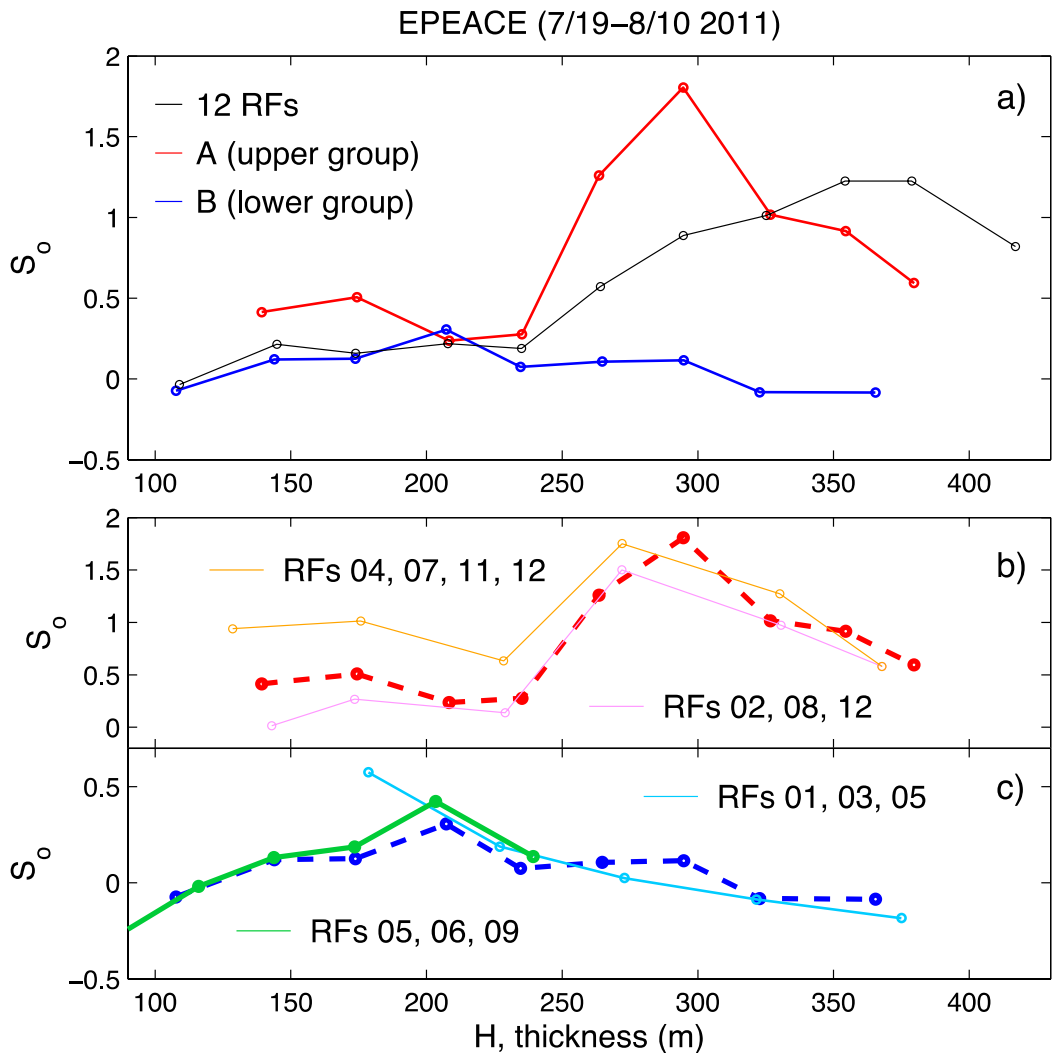 EPEACE (7/19−8/10 2011)
2
1.5
1
0.5
0
−0.5
S_o
a)
12 RFs
A (upper group)
B (lower group)
100 150 200 250 300 350 400
2
1.5
1
0.5
0
S_o
b)
RFs 04, 07, 11, 12
RFs 02, 08, 12
0.5
0
−0.5
S_o
c)
RFs 01, 03, 05
RFs 05, 06, 09
100 150 200 250 300 350 400
H, thickness (m)